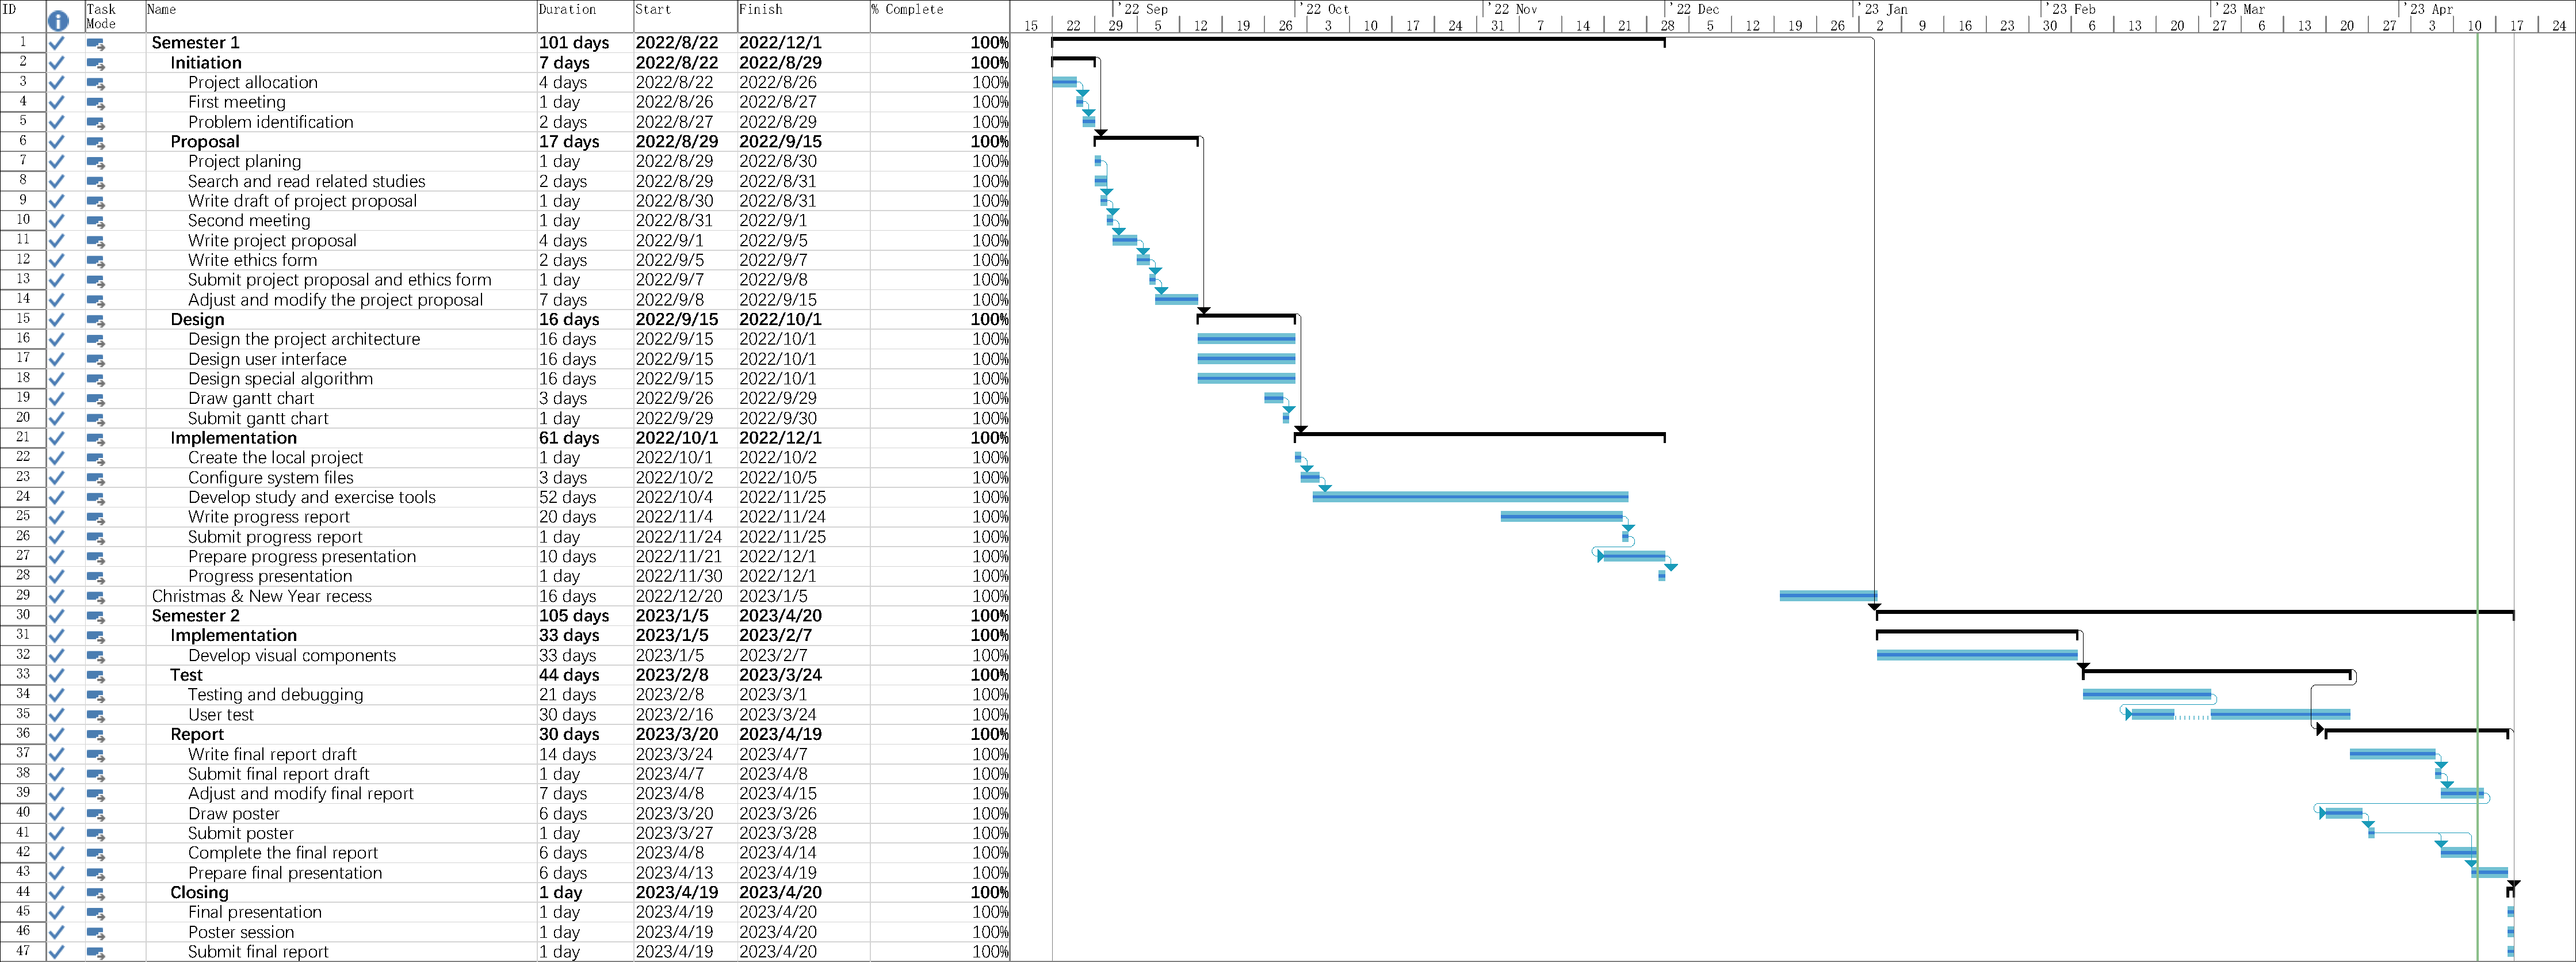 ID Task Mode Name Duration Start Finish % Complete '22 Sep '22 Oct '22 Nov '22 Dec '23 Jan '23 Feb '23 Mar '23 Apr
15 22 29 5 12 19 26 3 10 17 24 31 7 14 21 28 5 12 19 26 2 9 16 23 30 6 13 20 27 6 13 20 27 3 10 17 24
1 Semester 1 101 days 2022/8/22 2022/12/1 100%
2 Initiation 7 days 2022/8/22 2022/8/29 100%
3 Project allocation 4 days 2022/8/22 2022/8/26 100%
4 First meeting 1 day 2022/8/26 2022/8/27 100%
5 Problem identification 2 days 2022/8/27 2022/8/29 100%
6 Proposal 17 days 2022/8/29 2022/9/15 100%
7 Project planing 1 day 2022/8/29 2022/8/30 100%
8 Search and read related studies 2 days 2022/8/29 2022/8/31 100%
9 Write draft of project proposal 1 day 2022/8/30 2022/8/31 100%
10 Second meeting 1 day 2022/8/31 2022/9/1 100%
11 Write project proposal 4 days 2022/9/1 2022/9/5 100%
12 Write ethics form 2 days 2022/9/5 2022/9/7 100%
13 Submit project proposal and ethics form 1 day 2022/9/7 2022/9/8 100%
14 Adjust and modify the project proposal 7 days 2022/9/8 2022/9/15 100%
15 Design 16 days 2022/9/15 2022/10/1 100%
16 Design the project architecture 16 days 2022/9/15 2022/10/1 100%
17 Design user interface 16 days 2022/9/15 2022/10/1 100%
18 Design special algorithm 16 days 2022/9/15 2022/10/1 100%
19 Draw gantt chart 3 days 2022/9/26 2022/9/29 100%
20 Submit gantt chart 1 day 2022/9/29 2022/9/30 100%
21 Implementation 61 days 2022/10/1 2022/12/1 100%
22 Create the local project 1 day 2022/10/1 2022/10/2 100%
23 Configure system files 3 days 2022/10/2 2022/10/5 100%
24 Develop study and exercise tools 52 days 2022/10/4 2022/11/25 100%
25 Write progress report 20 days 2022/11/4 2022/11/24 100%
26 Submit progress report 1 day 2022/11/24 2022/11/25 100%
27 Prepare progress presentation 10 days 2022/11/21 2022/12/1 100%
28 Progress presentation 1 day 2022/11/30 2022/12/1 100%
29 Christmas & New Year recess 16 days 2022/12/20 2023/1/5 100%
30 Semester 2 105 days 2023/1/5 2023/4/20 100%
31 Implementation 33 days 2023/1/5 2023/2/7 100%
32 Develop visual components 33 days 2023/1/5 2023/2/7 100%
33 Test 44 days 2023/2/8 2023/3/24 100%
34 Testing and debugging 21 days 2023/2/8 2023/3/1 100%
35 User test 30 days 2023/2/16 2023/3/24 100%
36 Report 30 days 2023/3/20 2023/4/19 100%
37 Write final report draft 14 days 2023/3/24 2023/4/7 100%
38 Submit final report draft 1 day 2023/4/7 2023/4/8 100%
39 Adjust and modify final report 7 days 2023/4/8 2023/4/15 100%
40 Draw poster 6 days 2023/3/20 2023/3/26 100%
41 Submit poster 1 day 2023/3/27 2023/3/28 100%
42 Complete the final report 6 days 2023/4/8 2023/4/14 100%
43 Prepare final presentation 6 days 2023/4/13 2023/4/19 100%
44 Closing 1 day 2023/4/19 2023/4/20 100%
45 Final presentation 1 day 2023/4/19 2023/4/20 100%
46 Poster session 1 day 2023/4/19 2023/4/20 100%
47 Submit final report 1 day 2023/4/19 2023/4/20 100%